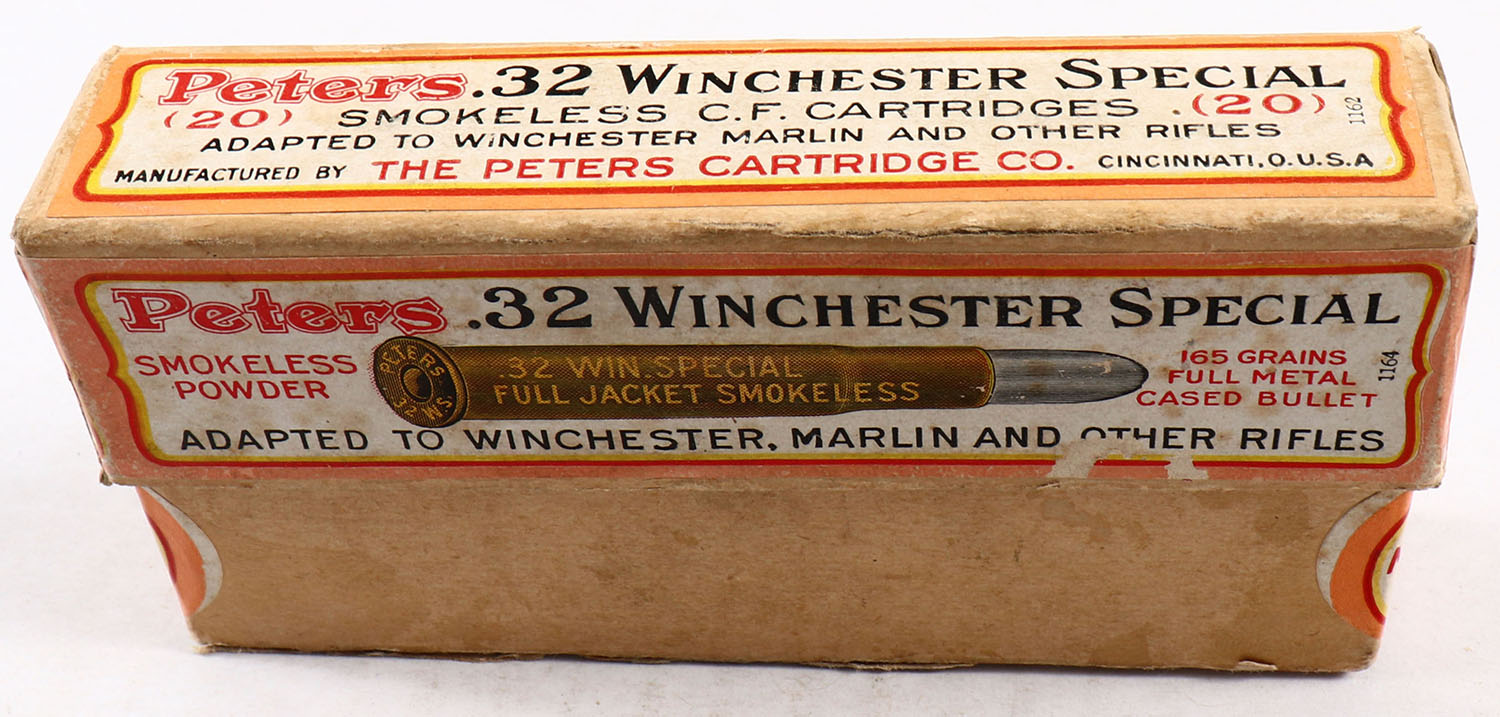 Peters .32 WINCHESTER SPECIAL
(20) SMOKELESS C.F. CARTRIDGES . (20)
ADAPTED TO WINCHESTER MARLIN AND OTHER RIFLES
MANUFACTURED BY THE PETERS CARTRIDGE CO. CINCINNATI, O. U.S.A
1162
Peters .32 WINCHESTER SPECIAL
SMOKELESS
POWDER
PETERS
32 W.S.
.32 WIN. SPECIAL
FULL JACKET SMOKELESS
165 GRAINS
FULL METAL
CASED BULLET
1164
ADAPTED TO WINCHESTER, MARLIN AND OTHER RIFLES